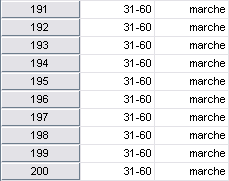 191 31-60 marche
192 31-60 marche
193 31-60 marche
194 31-60 marche
195 31-60 marche
196 31-60 marche
197 31-60 marche
198 31-60 marche
199 31-60 marche
200 31-60 marche